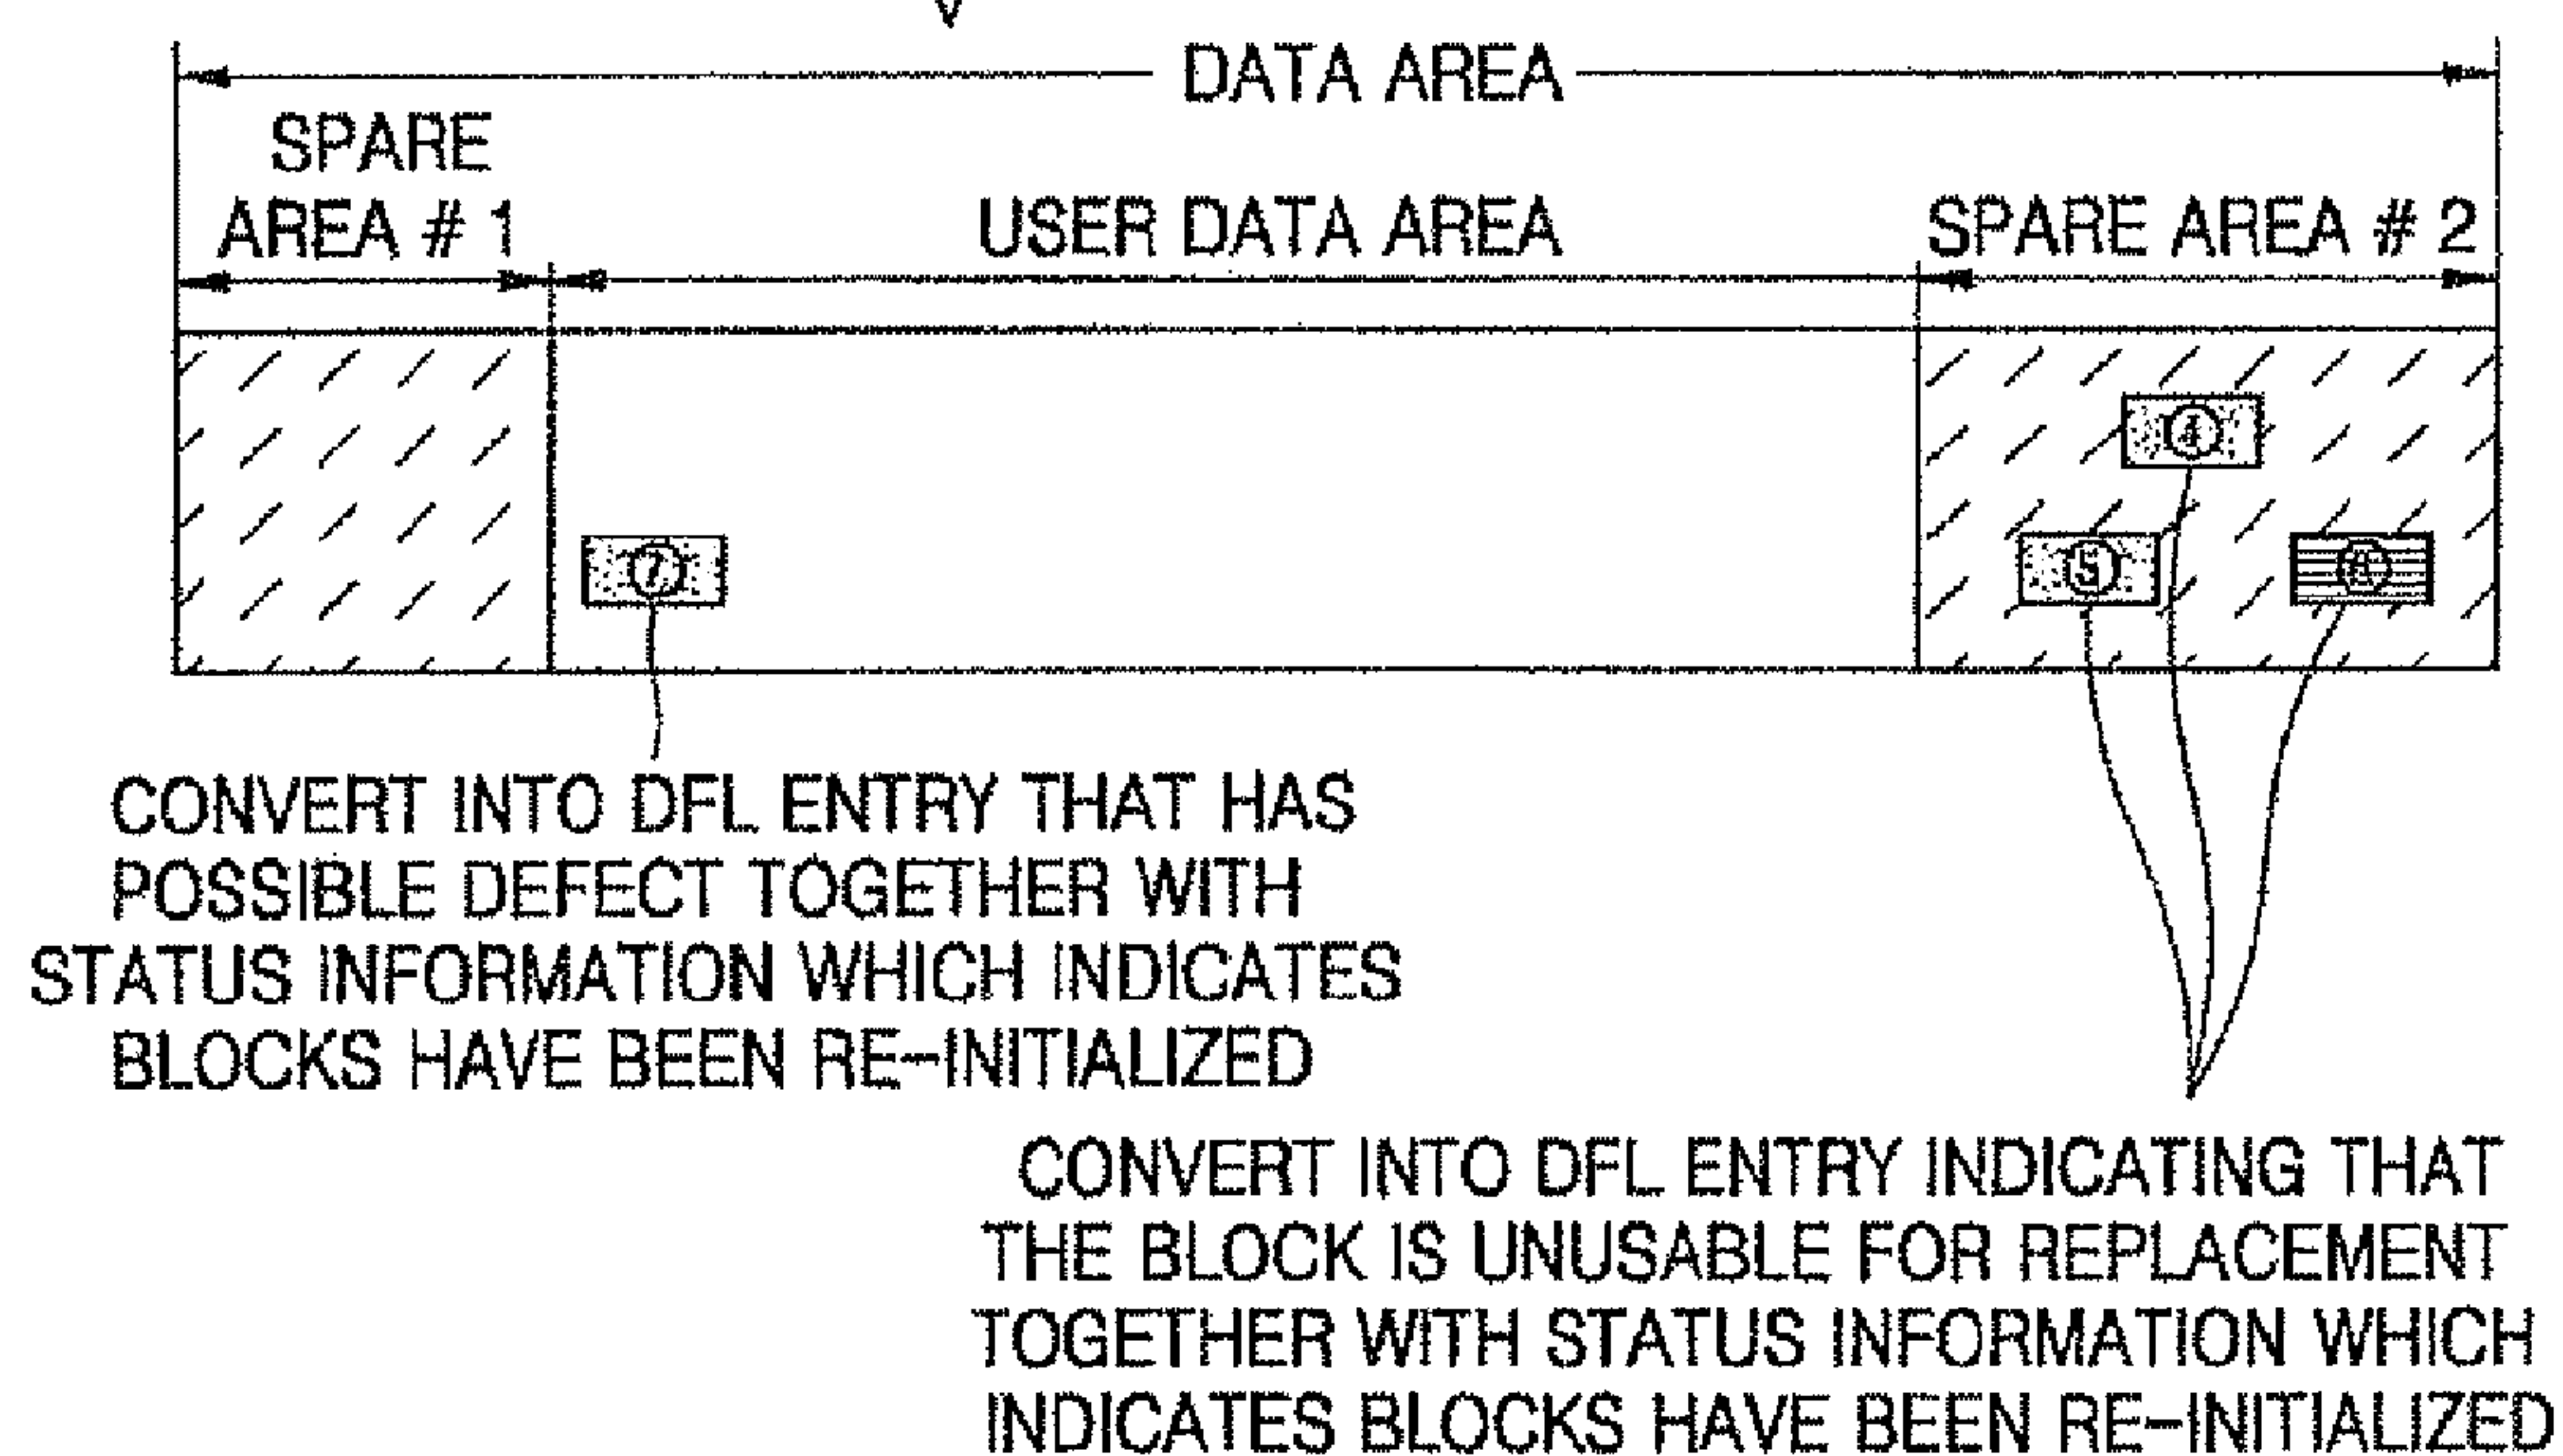 DATA AREA
SPARE
AREA # 1
USER DATA AREA
SPARE AREA # 2
④
⑤
⑦
CONVERT INTO DFL ENTRY THAT HAS
POSSIBLE DEFECT TOGETHER WITH
STATUS INFORMATION WHICH INDICATES
BLOCKS HAVE BEEN RE-INITIALIZED
CONVERT INTO DFL ENTRY INDICATING THAT
THE BLOCK IS UNUSABLE FOR REPLACEMENT
TOGETHER WITH STATUS INFORMATION WHICH
INDICATES BLOCKS HAVE BEEN RE-INITIALIZED